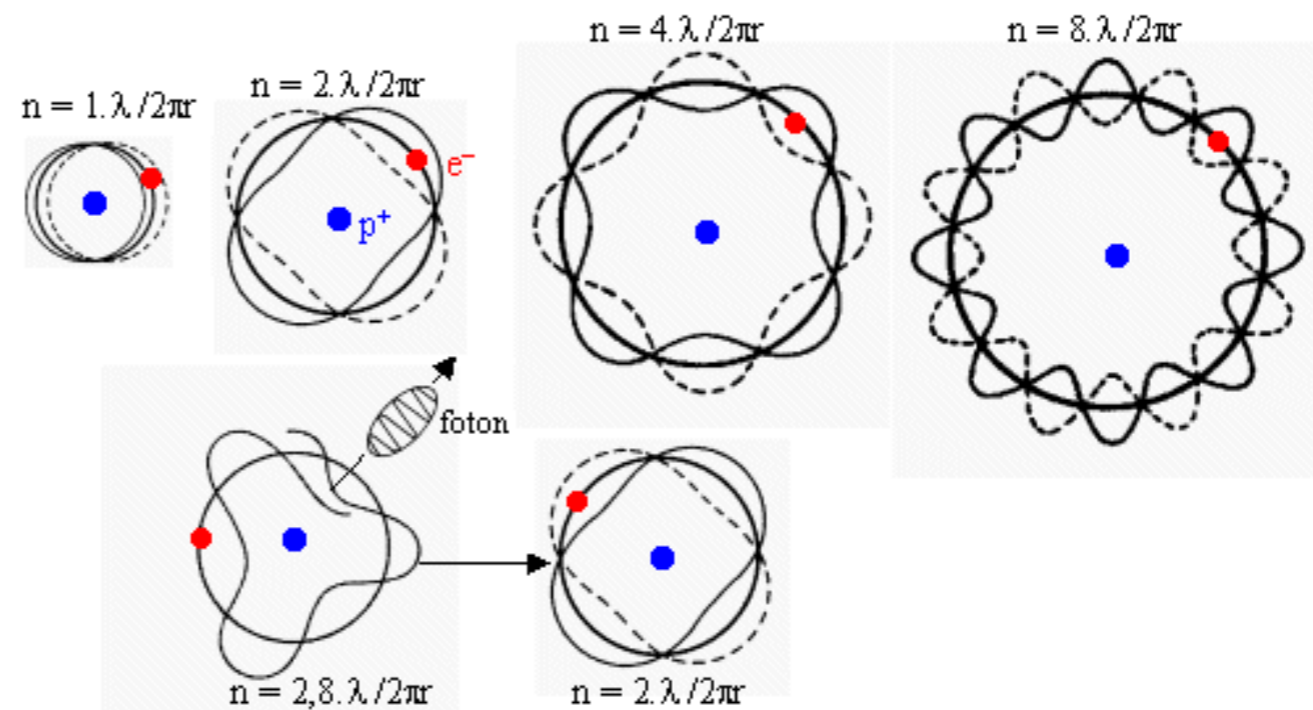 n = 1.λ/2πr
n = 2.λ/2πr
n = 4.λ/2πr
n = 8.λ/2πr
e⁻
p⁺
foton
n = 2,8.λ/2πr
n = 2.λ/2πr